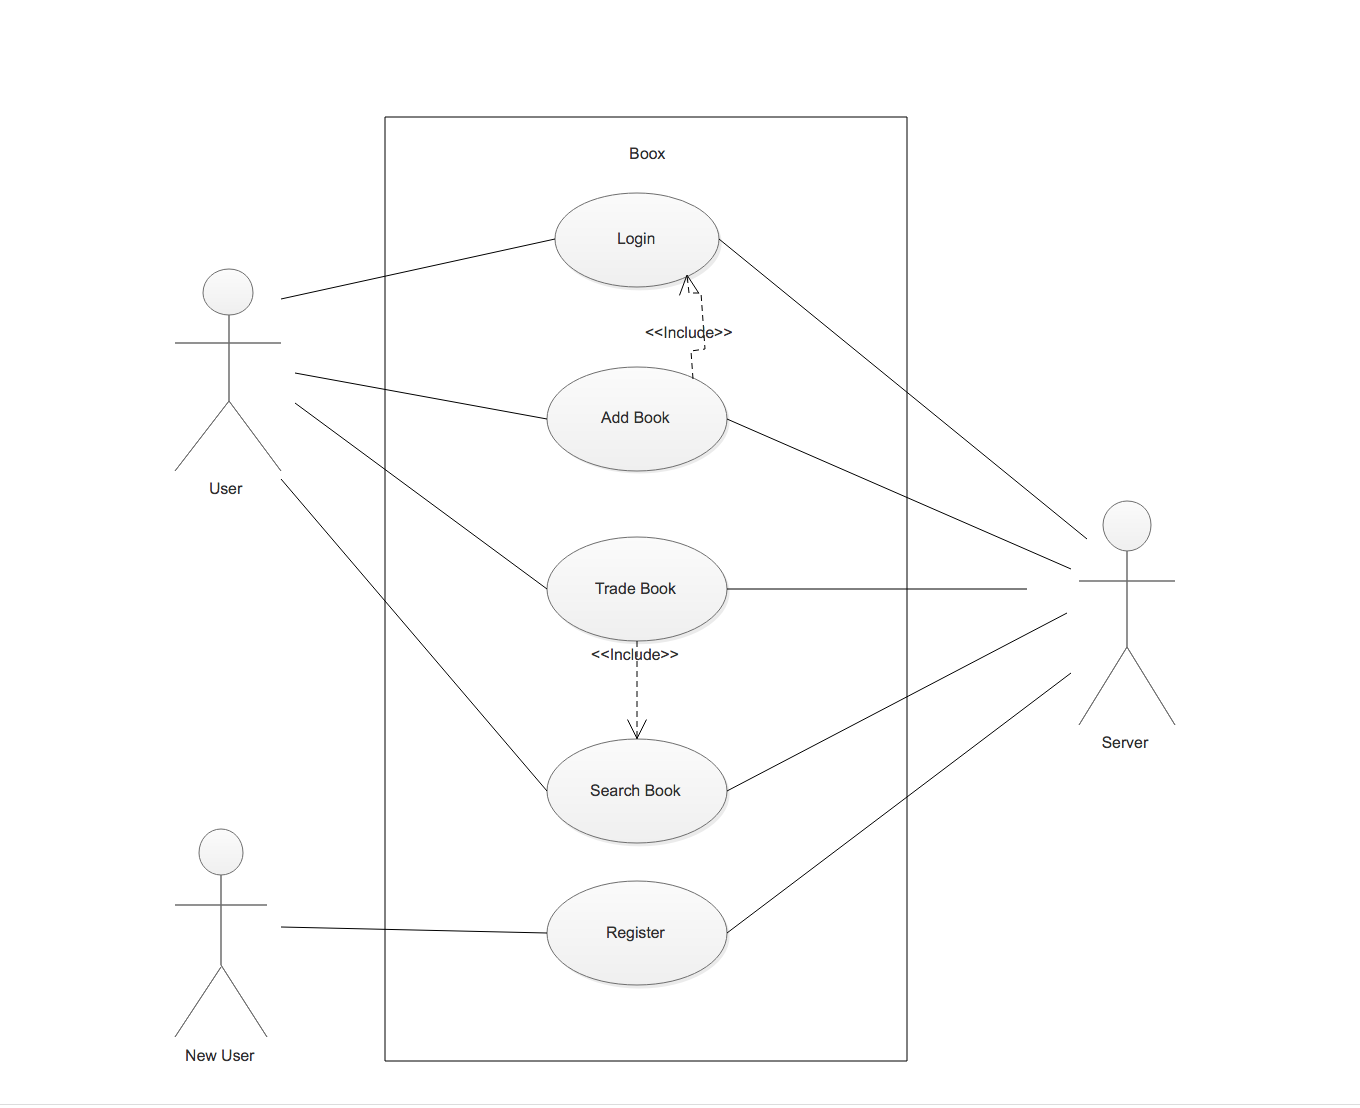 Boox
Login
<<Include>>
Add Book
User
Trade Book
<<Include>>
Server
Search Book
Register
New User